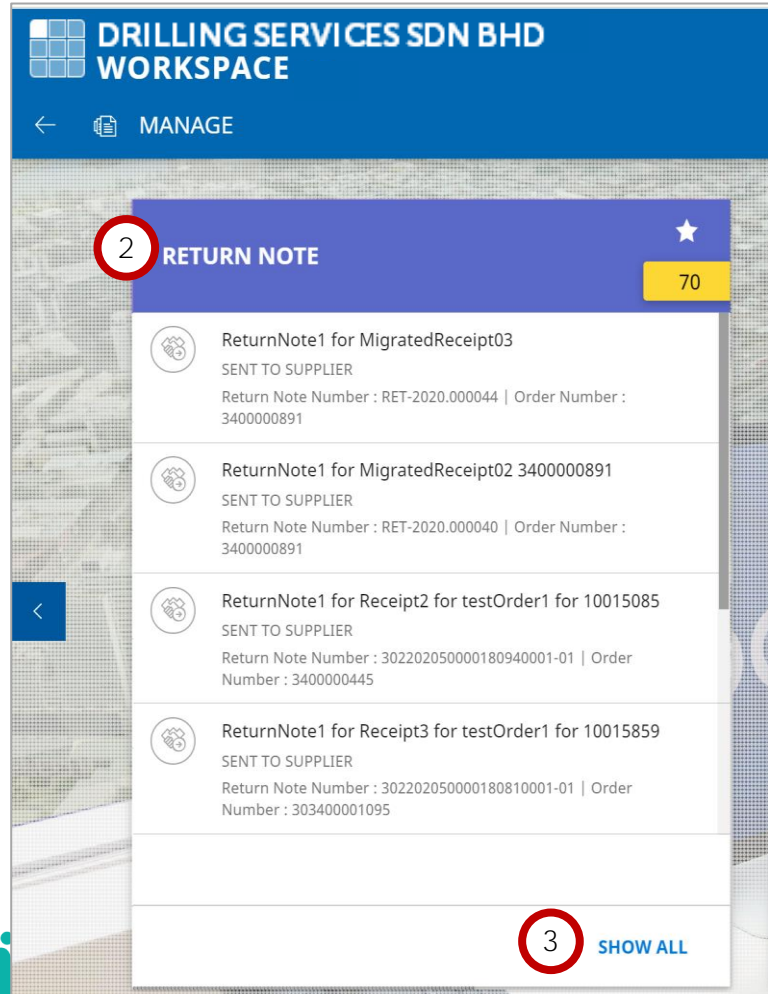 DRILLING SERVICES SDN BHD
WORKSPACE
MANAGE
2
RETURN NOTE
70
ReturnNote1 for MigratedReceipt03
SENT TO SUPPLIER
Return Note Number : RET-2020.000044 | Order Number :
3400000891
ReturnNote1 for MigratedReceipt02 3400000891
SENT TO SUPPLIER
Return Note Number : RET-2020.000040 | Order Number :
3400000891
ReturnNote1 for Receipt2 for testOrder1 for 10015085
SENT TO SUPPLIER
Return Note Number : 302202050000180940001-01 | Order
Number : 3400000445
ReturnNote1 for Receipt3 for testOrder1 for 10015859
SENT TO SUPPLIER
Return Note Number : 302202050000180810001-01 | Order
Number : 303400001095
3
SHOW ALL